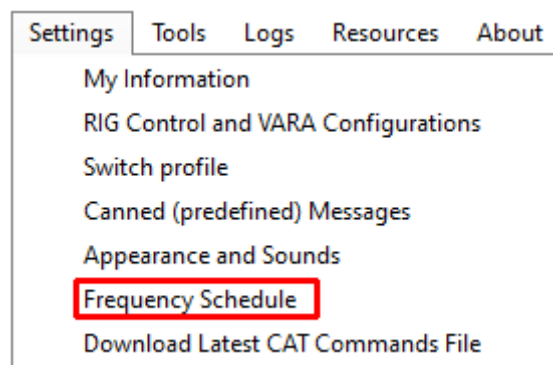 Settings Tools Logs Resources About
My Information
RIG Control and VARA Configurations
Switch profile
Canned (predefined) Messages
Appearance and Sounds
Frequency Schedule
Download Latest CAT Commands File